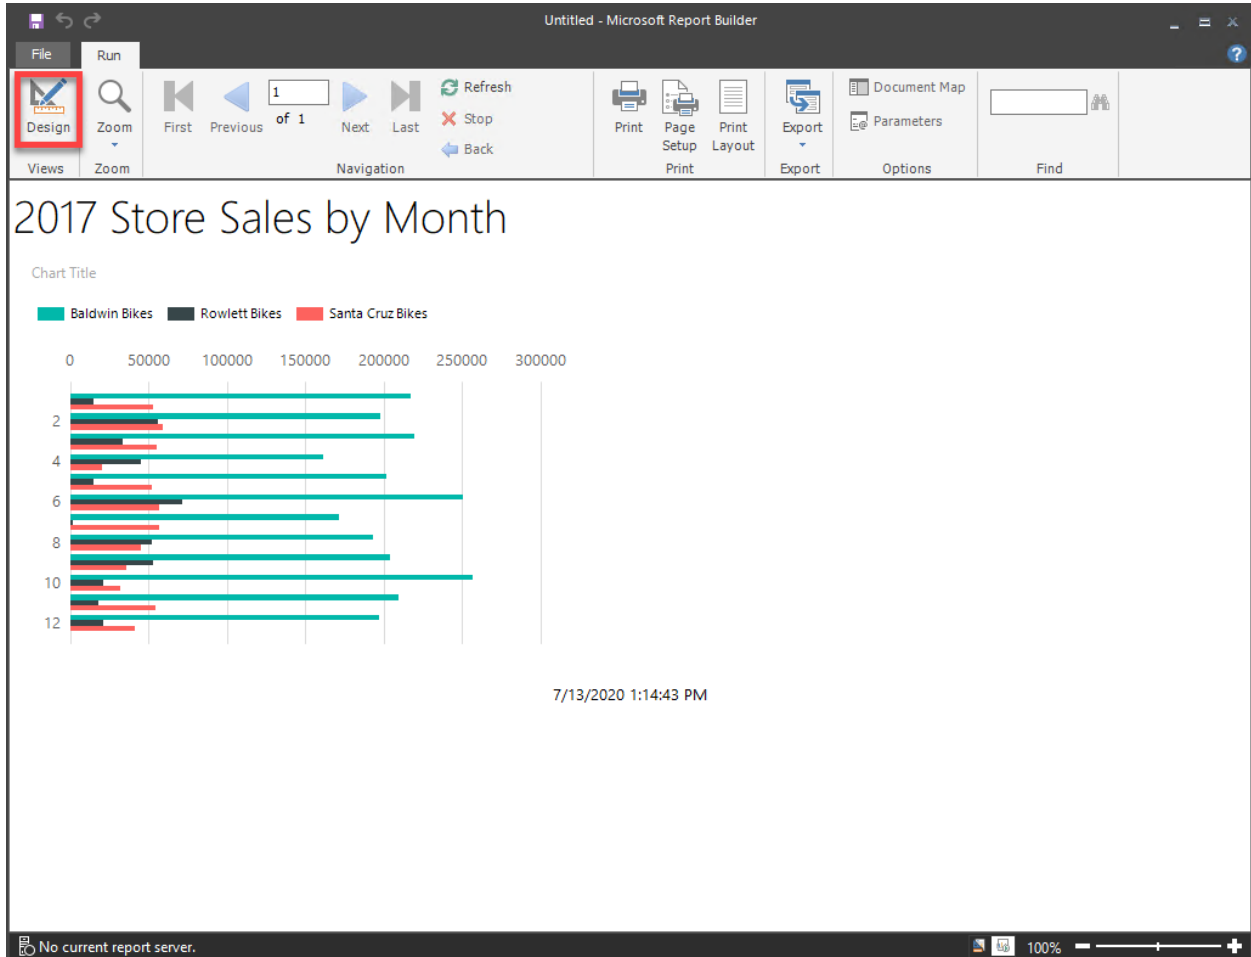 Untitled - Microsoft Report Builder
File Run
Design Zoom First Previous 1 of 1 Next Last Refresh Stop Back Print Page Setup Print Layout Export Document Map Parameters
Views Zoom Navigation Print Export Options Find
2017 Store Sales by Month
Chart Title
Baldwin Bikes Rowlett Bikes Santa Cruz Bikes
0 50000 100000 150000 200000 250000 300000
2
4
6
8
10
12
7/13/2020 1:14:43 PM
No current report server. 100%